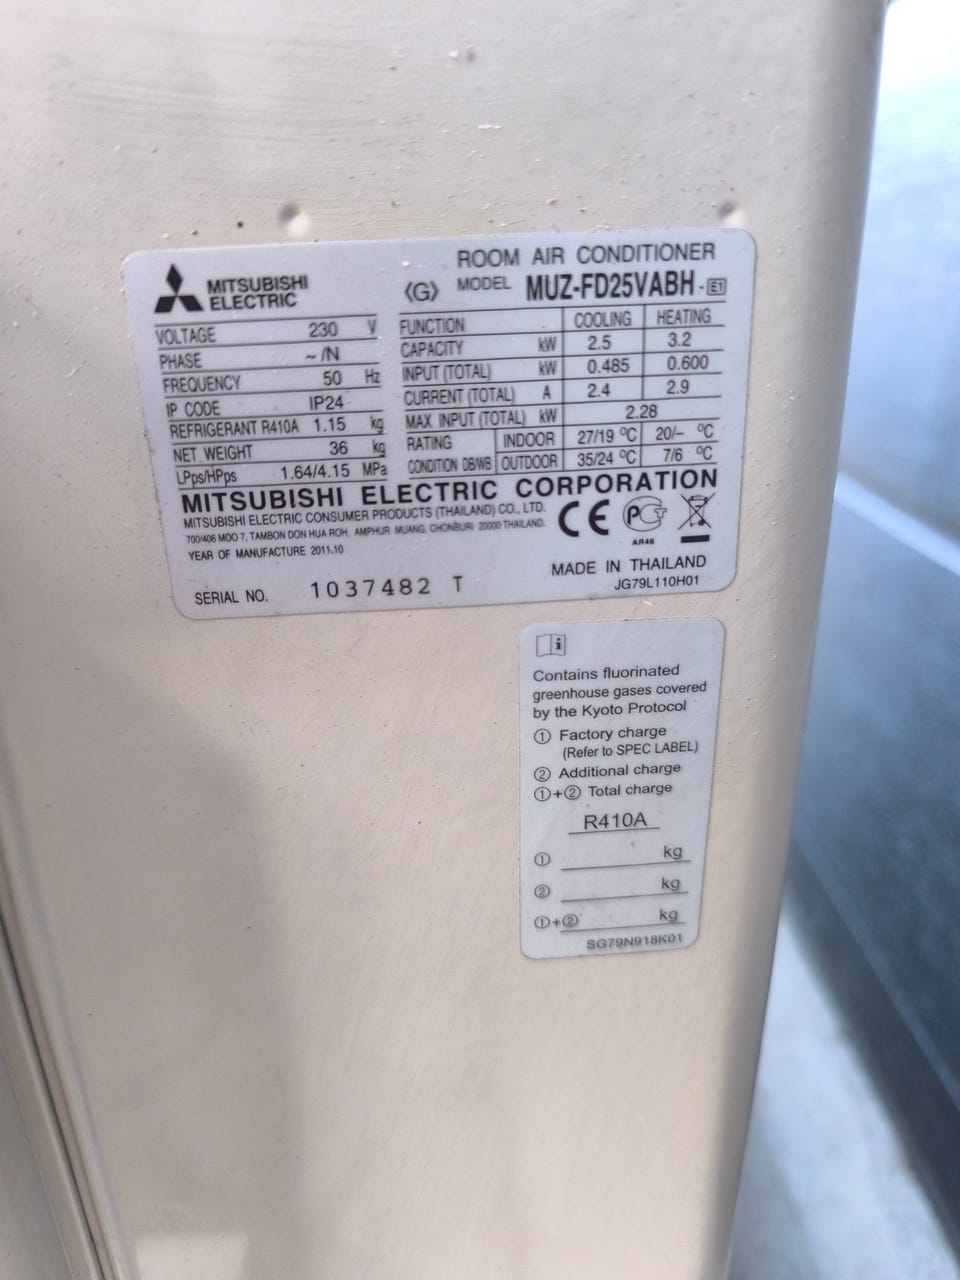 MITSUBISHI
ELECTRIC
ROOM AIR CONDITIONER
⟨G⟩ MODEL MUZ-FD25VABH - E1
VOLTAGE 230 V
PHASE ~/N
FREQUENCY 50 Hz
IP CODE IP24
REFRIGERANT R410A 1.15 kg
NET WEIGHT 36 kg
LPps/HPps 1.64/4.15 MPa
FUNCTION COOLING HEATING
CAPACITY kW 2.5 3.2
INPUT (TOTAL) kW 0.485 0.600
CURRENT (TOTAL) A 2.4 2.9
MAX INPUT (TOTAL) kW 2.28
RATING INDOOR 27/19 ºC 20/– ºC
CONDITION DB/WB OUTDOOR 35/24 ºC 7/6 ºC
MITSUBISHI ELECTRIC CORPORATION
MITSUBISHI ELECTRIC CONSUMER PRODUCTS (THAILAND) CO., LTD.
700/406 MOO 7, TAMBON DON HUA ROH, AMPHUR MUANG, CHONBURI 20000 THAILAND.
YEAR OF MANUFACTURE 2011.10
CE
AR46
MADE IN THAILAND
SERIAL NO. 1037482 T
JG79L110H01
i
Contains fluorinated
greenhouse gases covered
by the Kyoto Protocol
① Factory charge
(Refer to SPEC LABEL)
② Additional charge
①+② Total charge
R410A
① kg
② kg
①+② kg
SG79N918K01